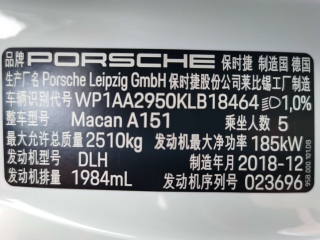 品牌 PORSCHE 保时捷 制造国 德国
生产厂名 Porsche Leipzig GmbH 保时捷股份公司莱比锡工厂制造
车辆识别代号 WP1AA2950KLB18464 1,0%
整车型号 Macan A151 乘坐人数 5
最大允许总质量 2510kg 发动机最大净功率 185kW
发动机型号 DLH 制造年月 2018-12
发动机排量 1984mL 发动机序列号 023696